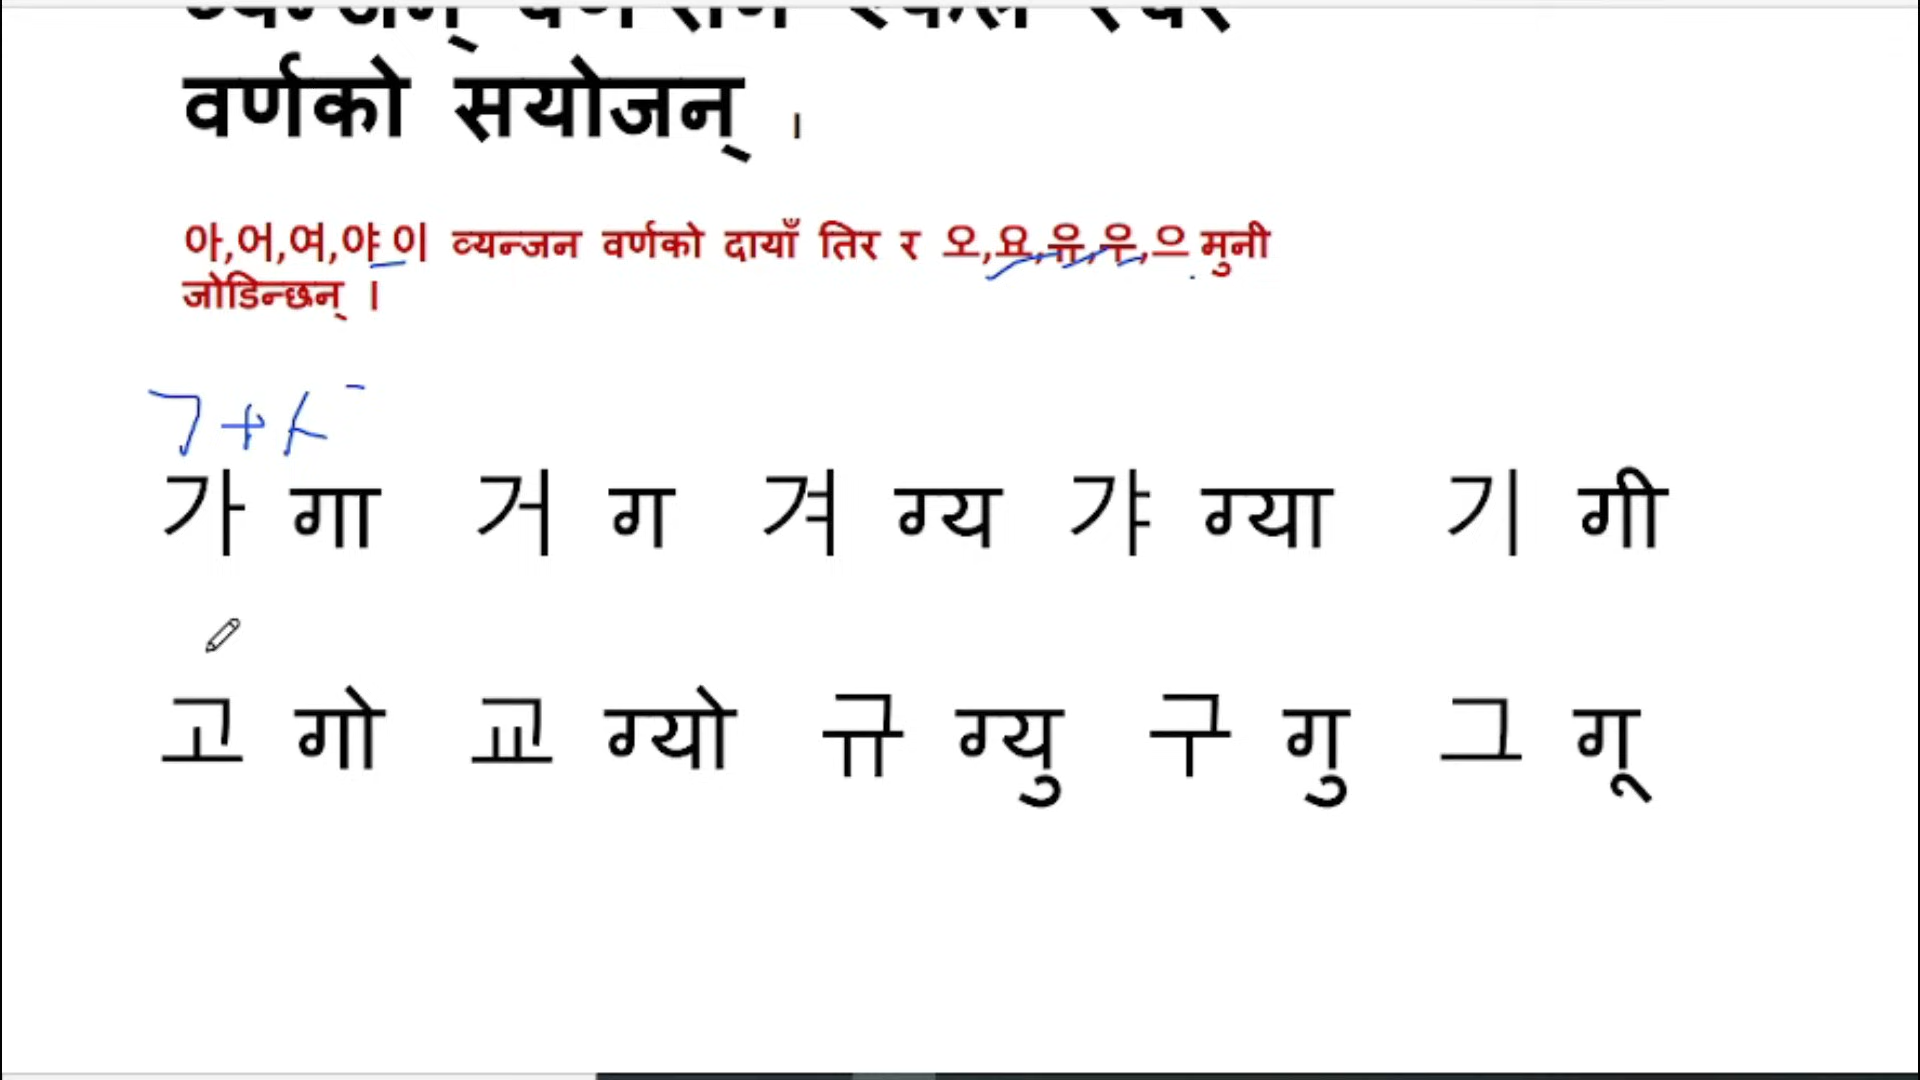 वर्णको सयोजन् ।
아,어,여,야 이 व्यन्जन वर्णको दायाँ तिर र 오,요,유,우,으 मुनी
जोडिन्छन् ।
ㄱ+ㅏ
가 गा 거 ग 겨 ग्य 갸 ग्या 기 गी
고 गो 교 ग्यो 규 ग्यु 구 गु 그 गू